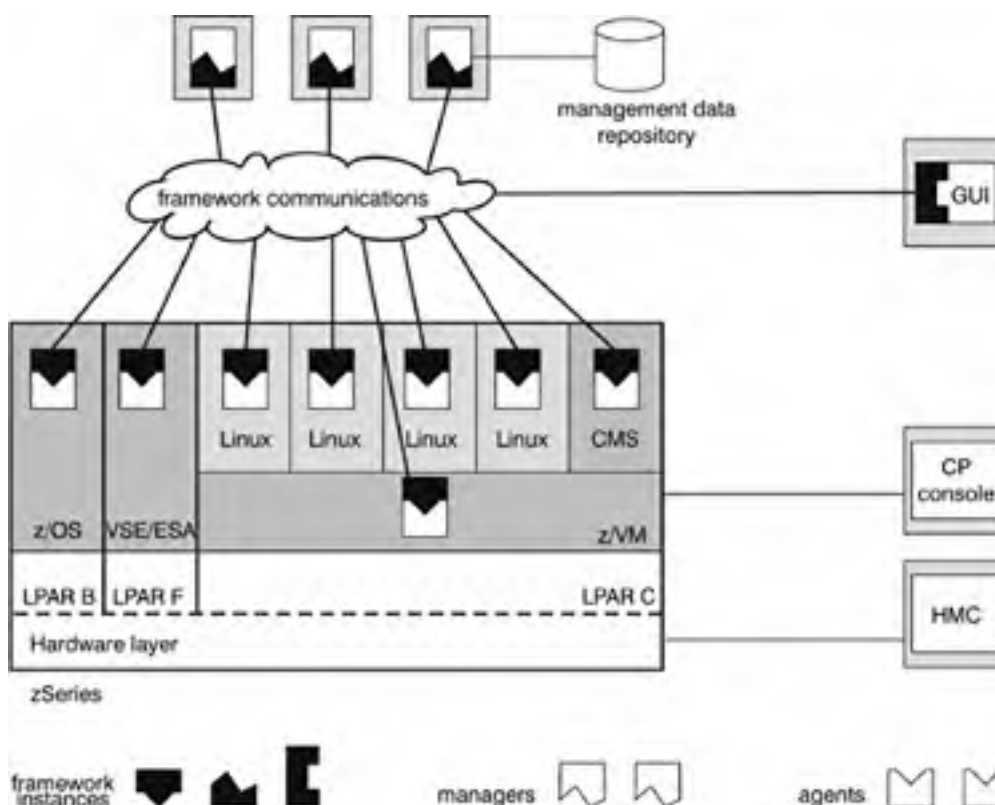 management data
repository
framework communications
GUI
Linux
Linux
Linux
Linux
CMS
CP
console
z/OS
VSE/ESA
z/VM
LPAR B
LPAR F
LPAR C
HMC
Hardware layer
zSeries
framework
instances
managers
agents